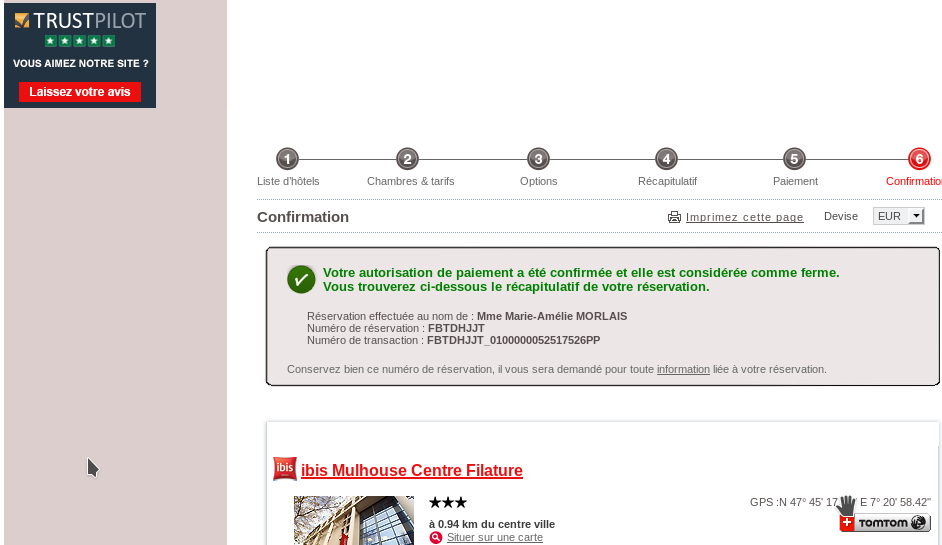 TRUSTPILOT
VOUS AIMEZ NOTRE SITE ?
Laissez votre avis
1 2 3 4 5 6
Liste d'hôtels Chambres & tarifs Options Récapitulatif Paiement Confirmation
Confirmation Imprimez cette page Devise EUR
Votre autorisation de paiement a été confirmée et elle est considérée comme ferme.
Vous trouverez ci-dessous le récapitulatif de votre réservation.
Réservation effectuée au nom de : Mme Marie-Amélie MORLAIS
Numéro de réservation : FBTDHJJT
Numéro de transaction : FBTDHJJT_0100000052517526PP
Conservez bien ce numéro de réservation, il vous sera demandé pour toute information liée à votre réservation.
ibis ibis Mulhouse Centre Filature
GPS :N 47° 45' 17 E 7° 20' 58.42"
TOMTOM
à 0.94 km du centre ville
Situer sur une carte